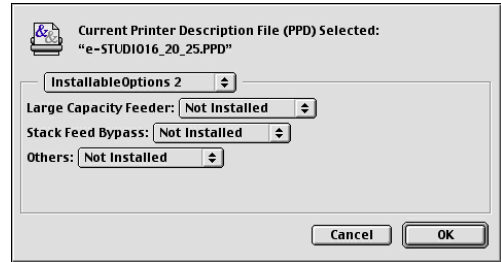 Current Printer Description File (PPD) Selected:
“e-STUDIO16_20_25.PPD”
InstallableOptions 2
Large Capacity Feeder: Not Installed
Stack Feed Bypass: Not Installed
Others: Not Installed
Cancel OK